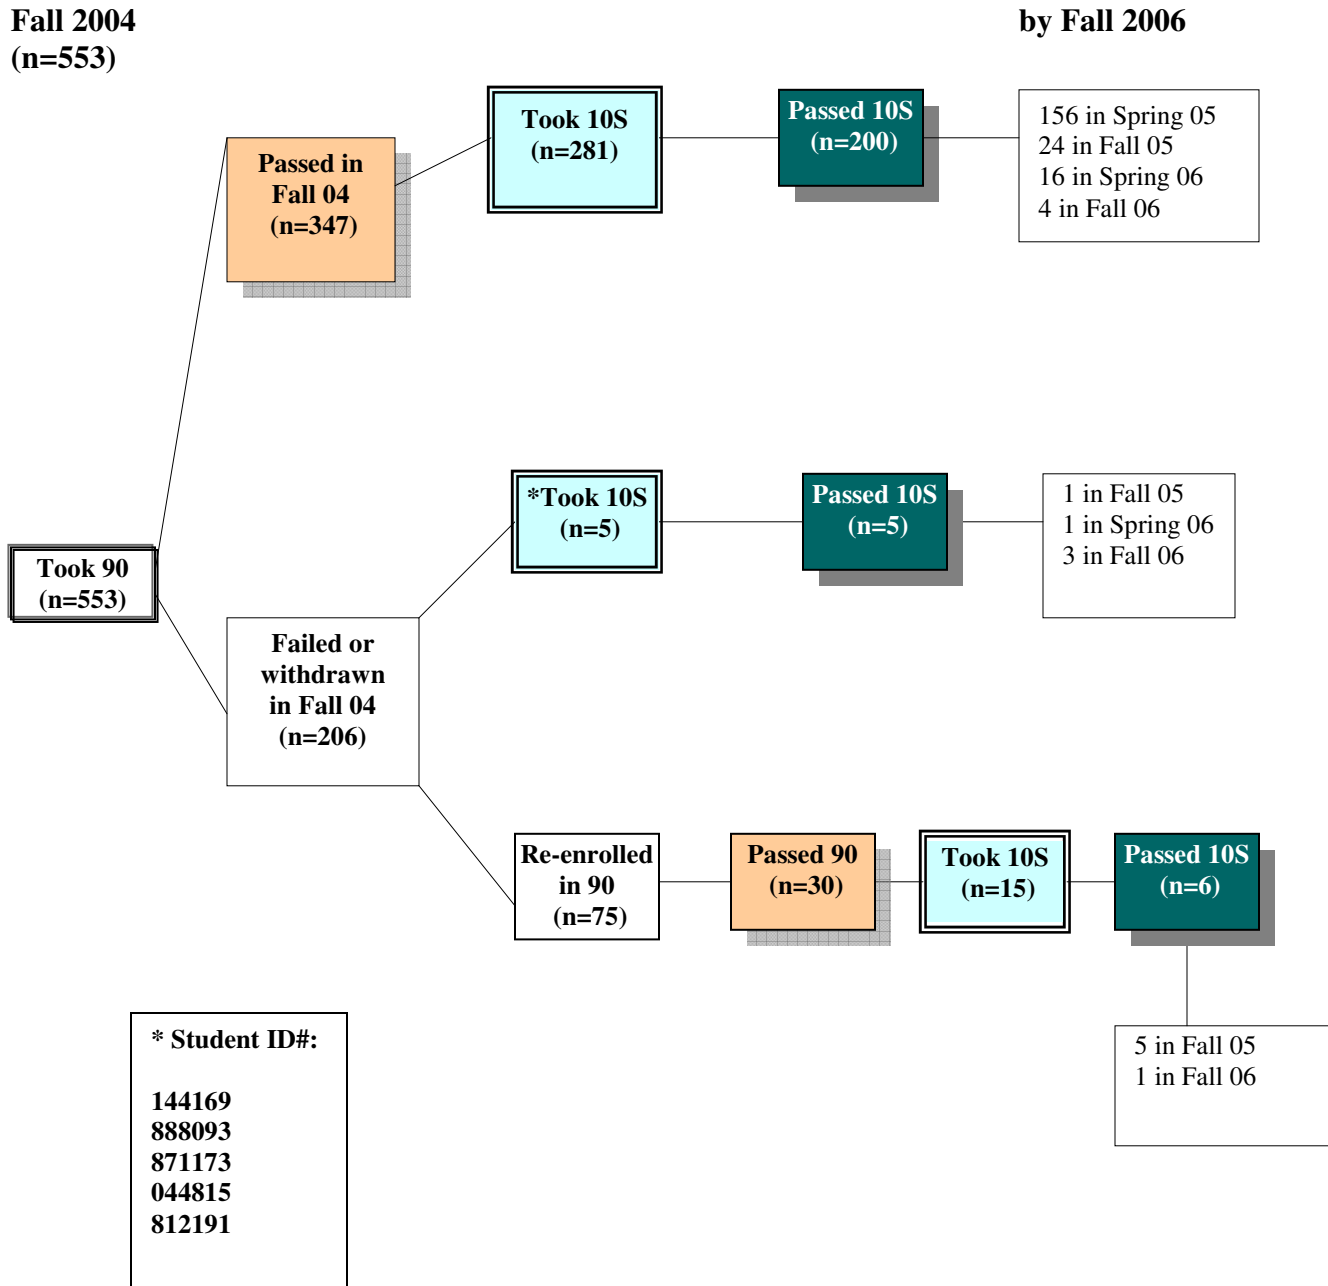 Fall 2004
(n=553)
by Fall 2006
Passed in
Fall 04
(n=347)
Took 10S
(n=281)
Passed 10S
(n=200)
156 in Spring 05
24 in Fall 05
16 in Spring 06
4 in Fall 06
Took 90
(n=553)
*Took 10S
(n=5)
Passed 10S
(n=5)
1 in Fall 05
1 in Spring 06
3 in Fall 06
Failed or
withdrawn
in Fall 04
(n=206)
Re-enrolled
in 90
(n=75)
Passed 90
(n=30)
Took 10S
(n=15)
Passed 10S
(n=6)
5 in Fall 05
1 in Fall 06
* Student ID#:
144169
888093
871173
044815
812191